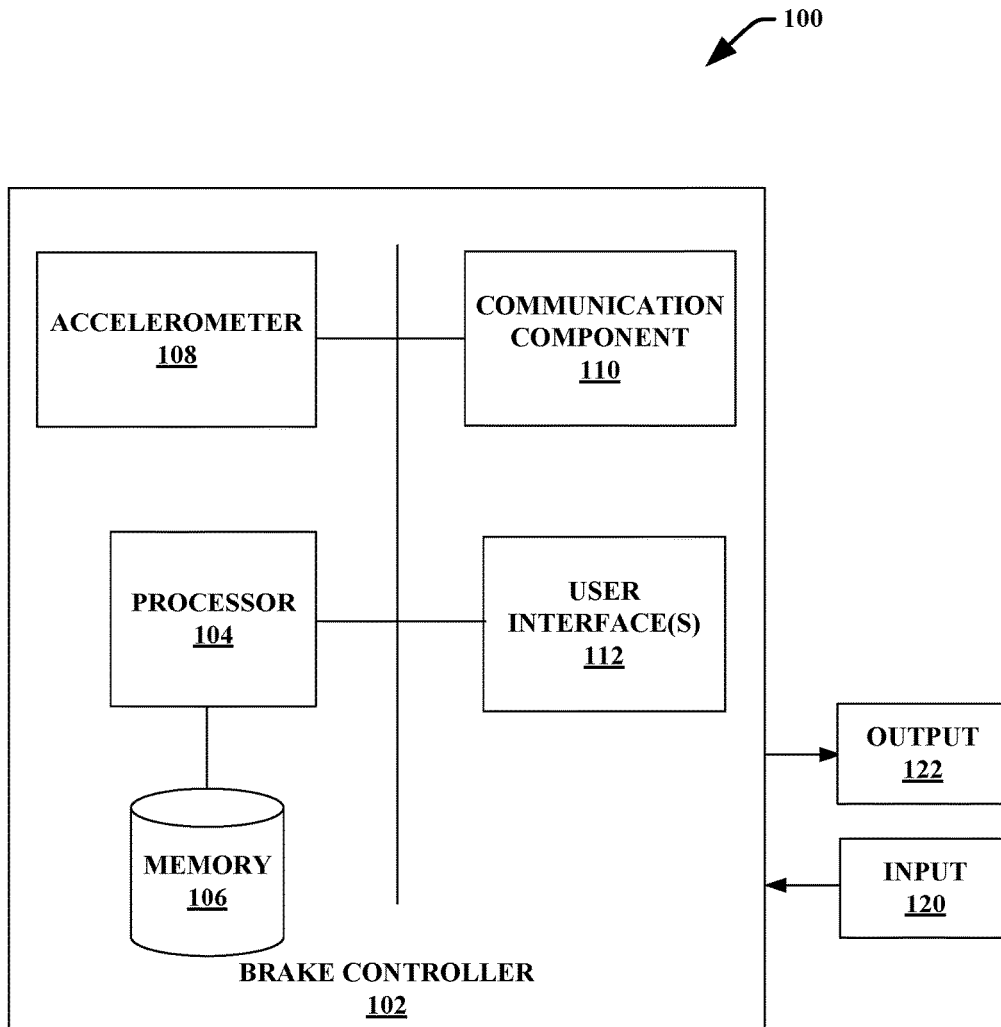 100
ACCELEROMETER
108
COMMUNICATION
COMPONENT
110
PROCESSOR
104
USER
INTERFACE(S)
112
OUTPUT
122
MEMORY
106
INPUT
120
BRAKE CONTROLLER
102